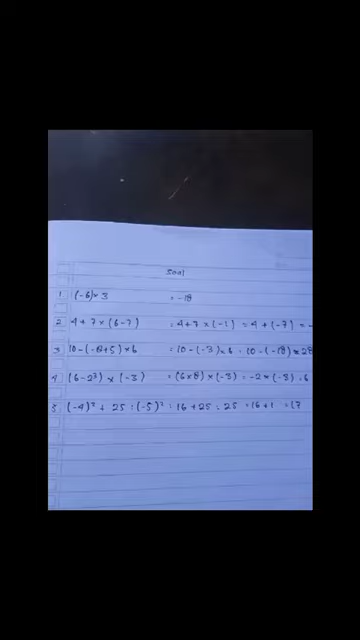 Soal
1 (-6) × 3 = -18
2 4 + 7 × (6-7) = 4 + 7 × (-1) = 4 + (-7) = -
3 10 - (-8+5) × 6 = 10 - (-3) × 6 = 10 - (-18) = 28
4 (6-2³) × (-3) = (6×8) × (-3) = -2 × (-3) = 6
5 (-4)² + 25 : (-5)² = 16 + 25 : 25 = 16 + 1 = 17